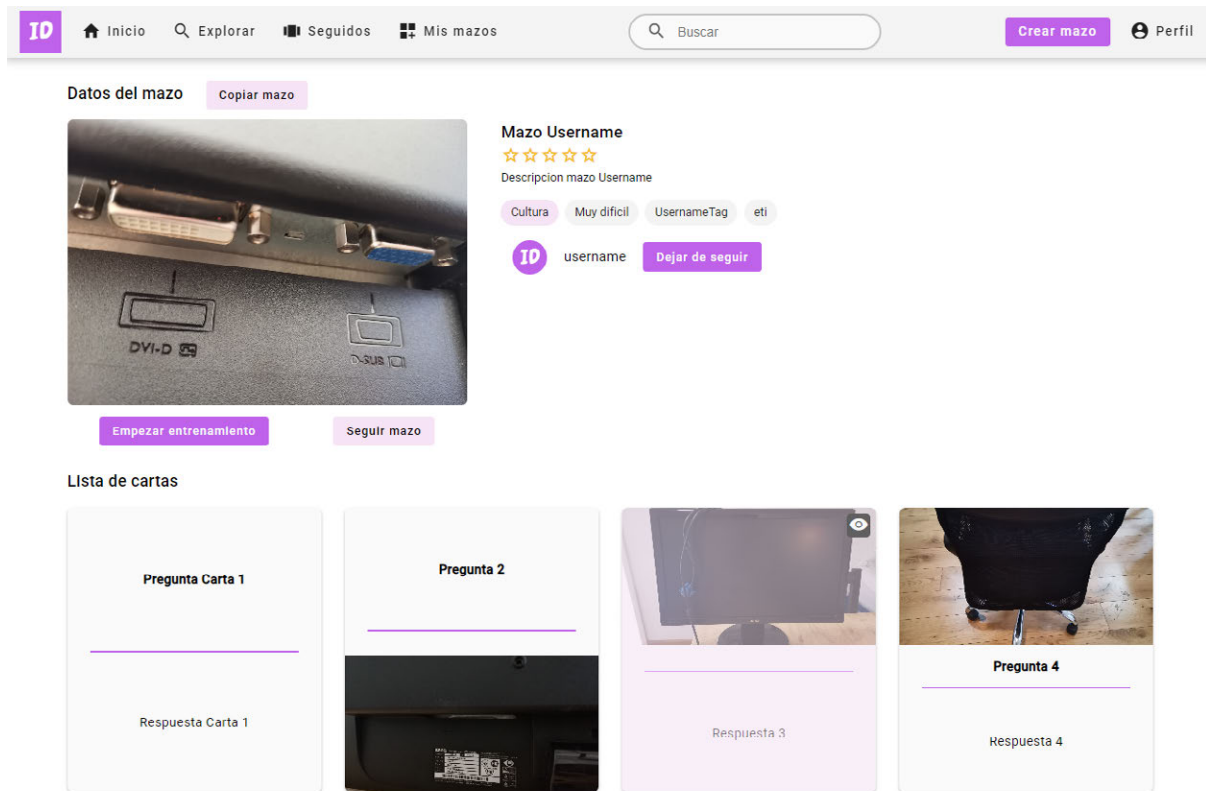 ID
Inicio
Explorar
Seguidos
Mis mazos
Buscar
Crear mazo
Perfil
Datos del mazo
Copiar mazo
DVI-D
D-SUB
Mazo Username
Descripcion mazo Username
Cultura
Muy dificil
UsernameTag
eti
ID
username
Dejar de seguir
Empezar entrenamiento
Seguir mazo
Lista de cartas
Pregunta Carta 1
Respuesta Carta 1
Pregunta 2
Respuesta 3
Pregunta 4
Respuesta 4